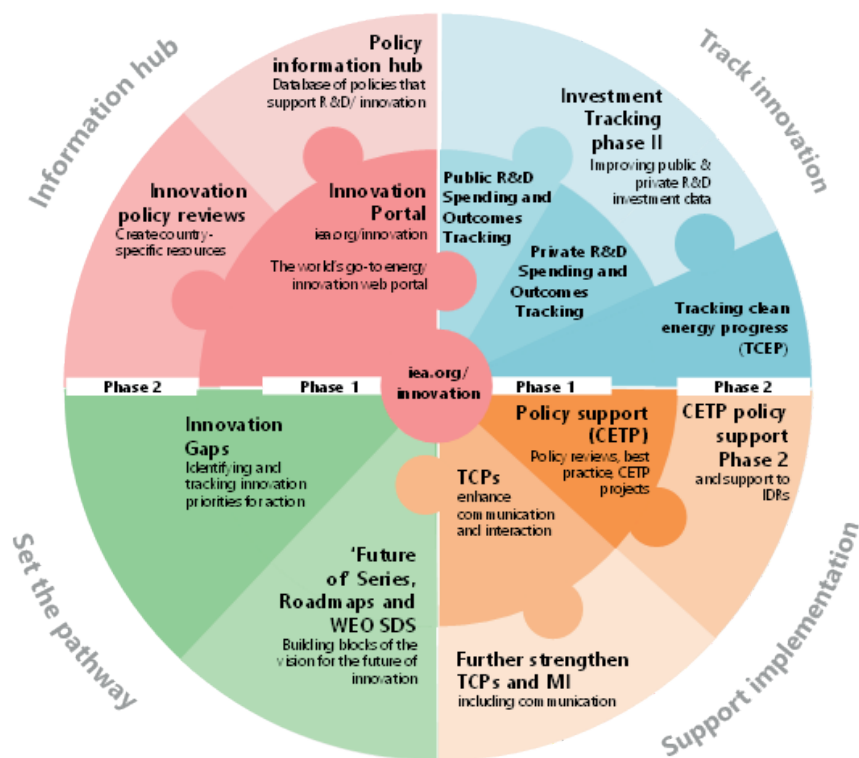 Information hub
Track innovation
Policy
information hub
Database of policies that
support R&D/ innovation
Innovation
policy reviews
Create country-
specific resources
Innovation
Portal
iea.org/innovation
The world's go-to energy
innovation web portal
Public R&D
Spending and
Outcomes
Tracking
Investment
Tracking
phase II
Improving public &
private R&D
investment data
Private R&D
Spending and
Outcomes
Tracking
Tracking clean
energy progress
(TCEP)
Phase 2
Phase 1
iea.org/
innovation
Phase 1
Phase 2
Innovation
Gaps
Identifying and
tracking innovation
priorities for action
'Future
of' Series,
Roadmaps and
WEO SDS
Building blocks of the
vision for the future of
innovation
TCPs
enhance
communication
and interaction
Policy support
(CETP)
Policy reviews, best
practice, CETP
projects
CETP policy
support
Phase 2
and support to
IDRs
Further strengthen
TCPs and MI
including communication
Set the pathway
Support implementation